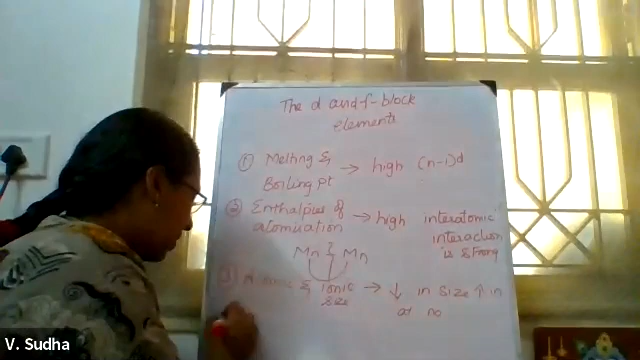 The d and f-block
elements
① Melting &
Boiling pt → high (n-1)d
② Enthalpies of
atomisation → high interatomic
interaction
is strong
Mn Mn
③ & ionic
size → ↓ in size ↑ in
at no
V. Sudha